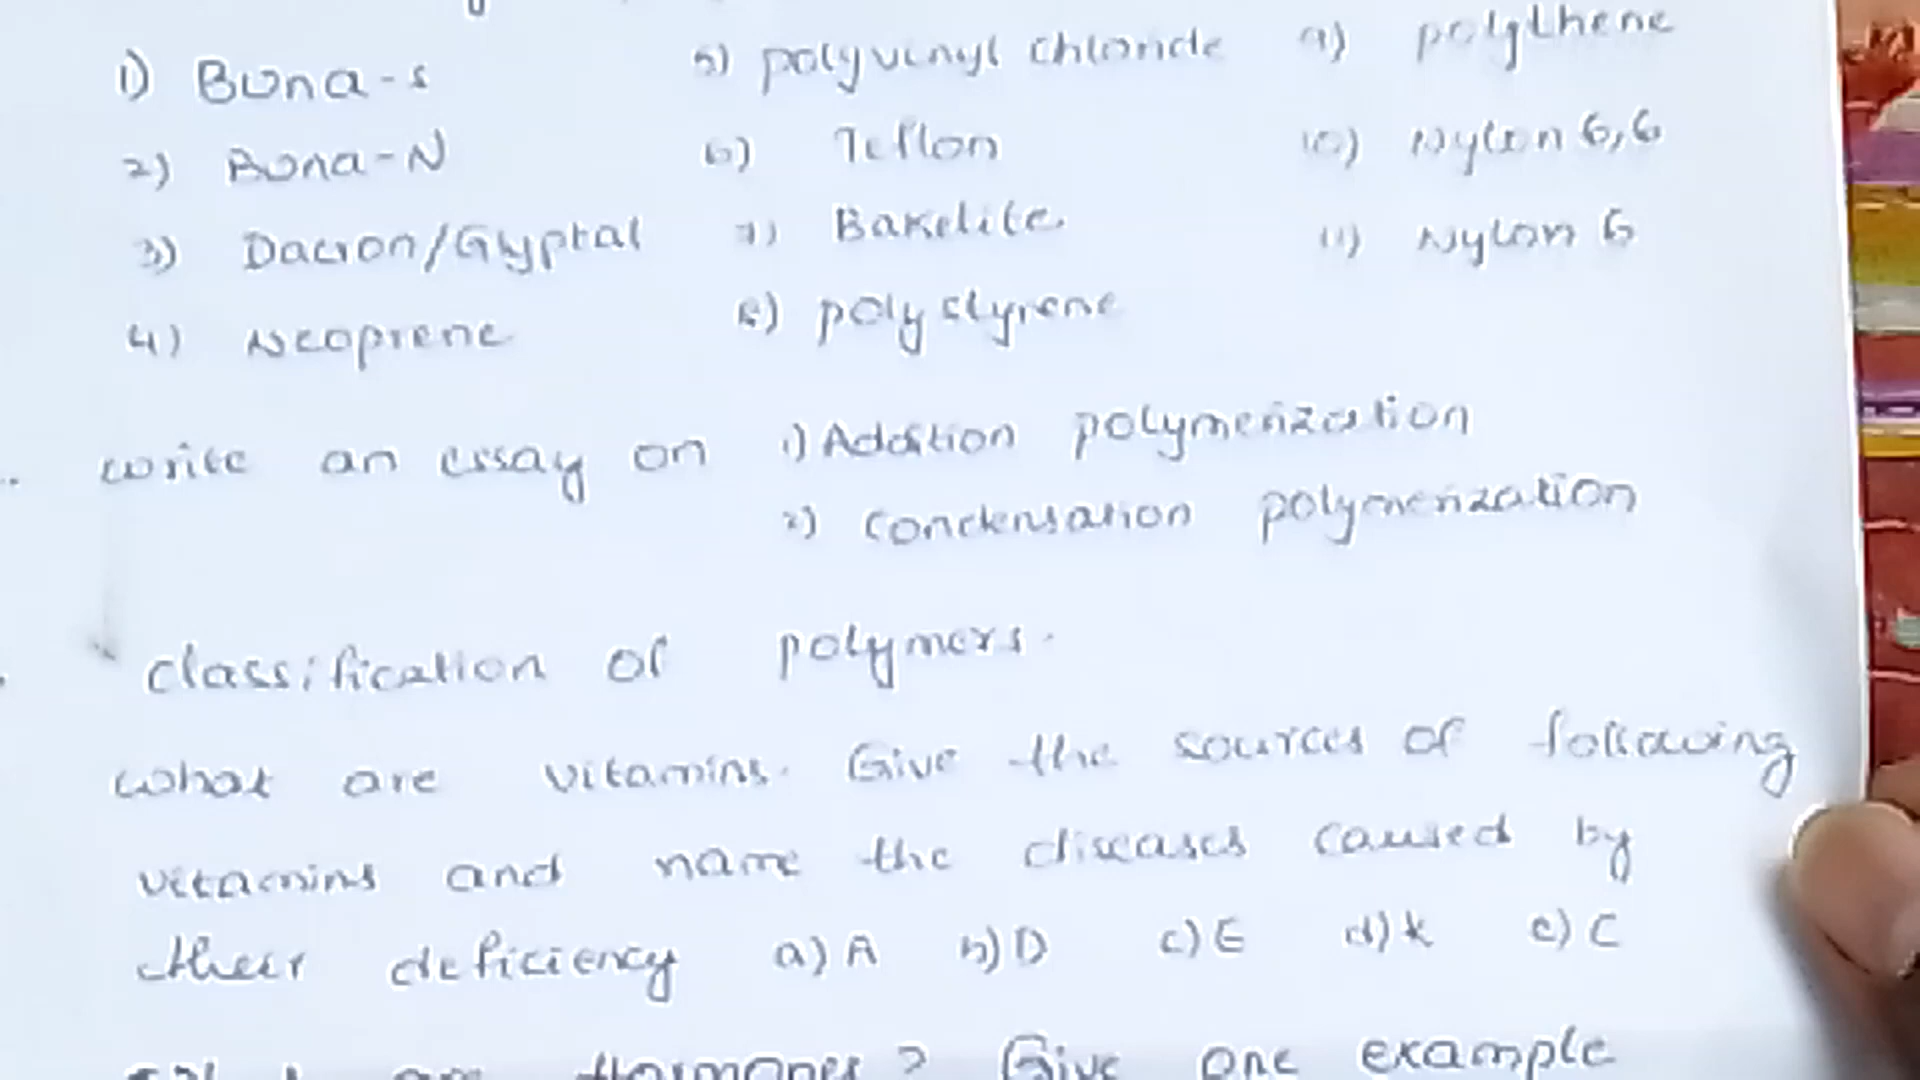 1) Buna-s 5) polyvinyl chloride 9) polythene
2) Buna-N 6) Teflon 10) Nylon 6,6
3) Dacron/Glyptal 7) Bakelite. 11) Nylon 6
4) Neoprene 8) poly styrene
write an essay on 1) Addition polymerization
2) condensation polymerization
classification of polymers.
what are vitamins. Give the sources of following
vitamins and name the diseases caused by
their deficiency a) A b) D c) E d) k e) C
are Hormones? Give one example